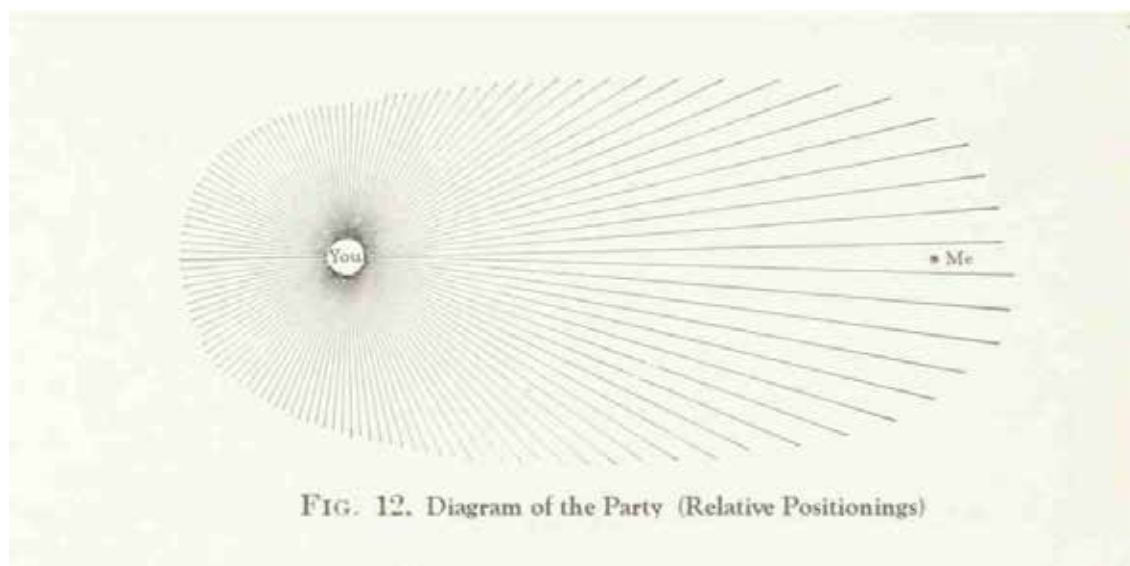 You
Me
FIG. 12. Diagram of the Party (Relative Positionings)